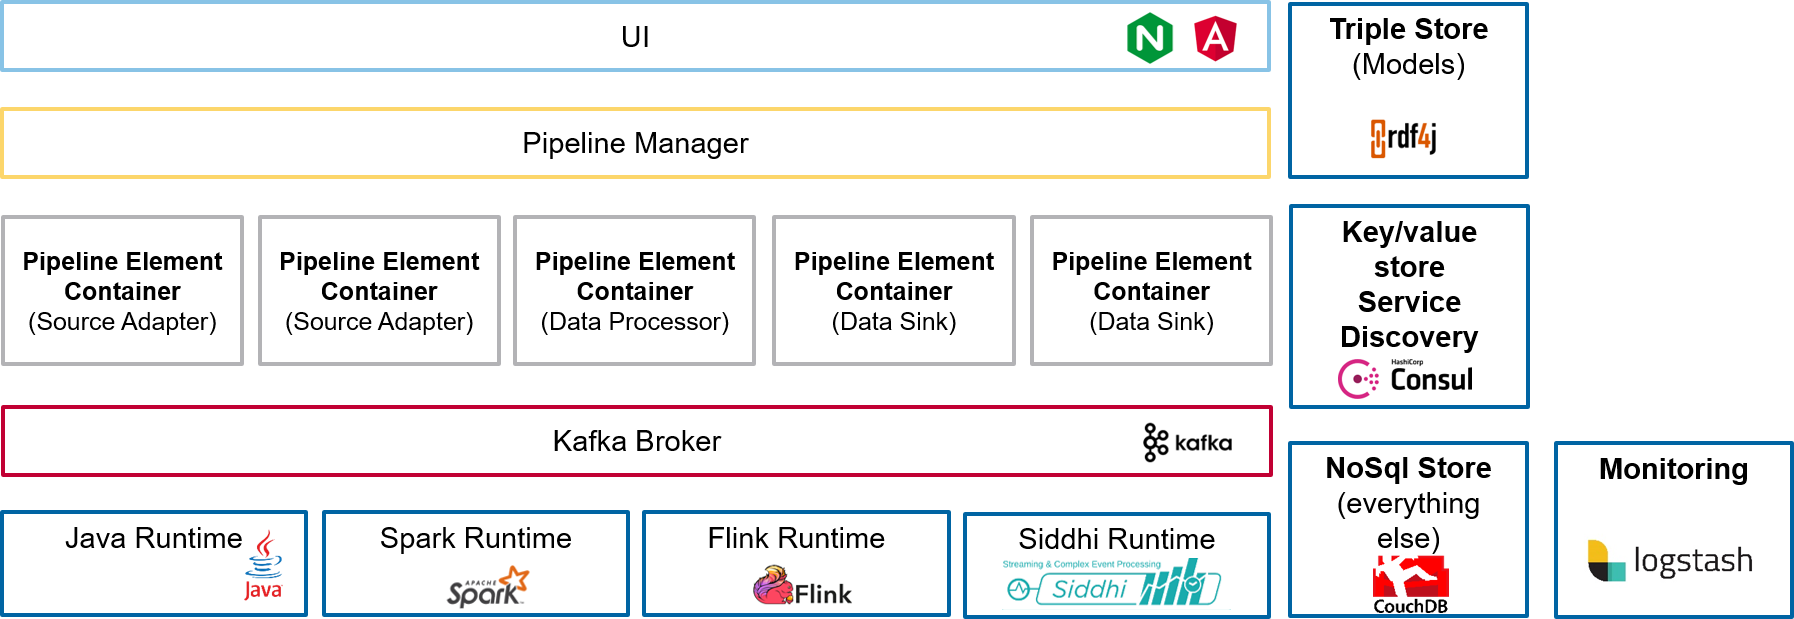 UI
N
A
Triple Store
(Models)
rdf4j
Pipeline Manager
Pipeline Element
Container
(Source Adapter)
Pipeline Element
Container
(Source Adapter)
Pipeline Element
Container
(Data Processor)
Pipeline Element
Container
(Data Sink)
Pipeline Element
Container
(Data Sink)
Key/value
store
Service
Discovery
HashiCorp
Consul
Kafka Broker
kafka
NoSql Store
(everything
else)
CouchDB
Monitoring
logstash
Java Runtime
Java
Spark Runtime
APACHE
Spark
Flink Runtime
Flink
Siddhi Runtime
Streaming & Complex Event Processing
Siddhi